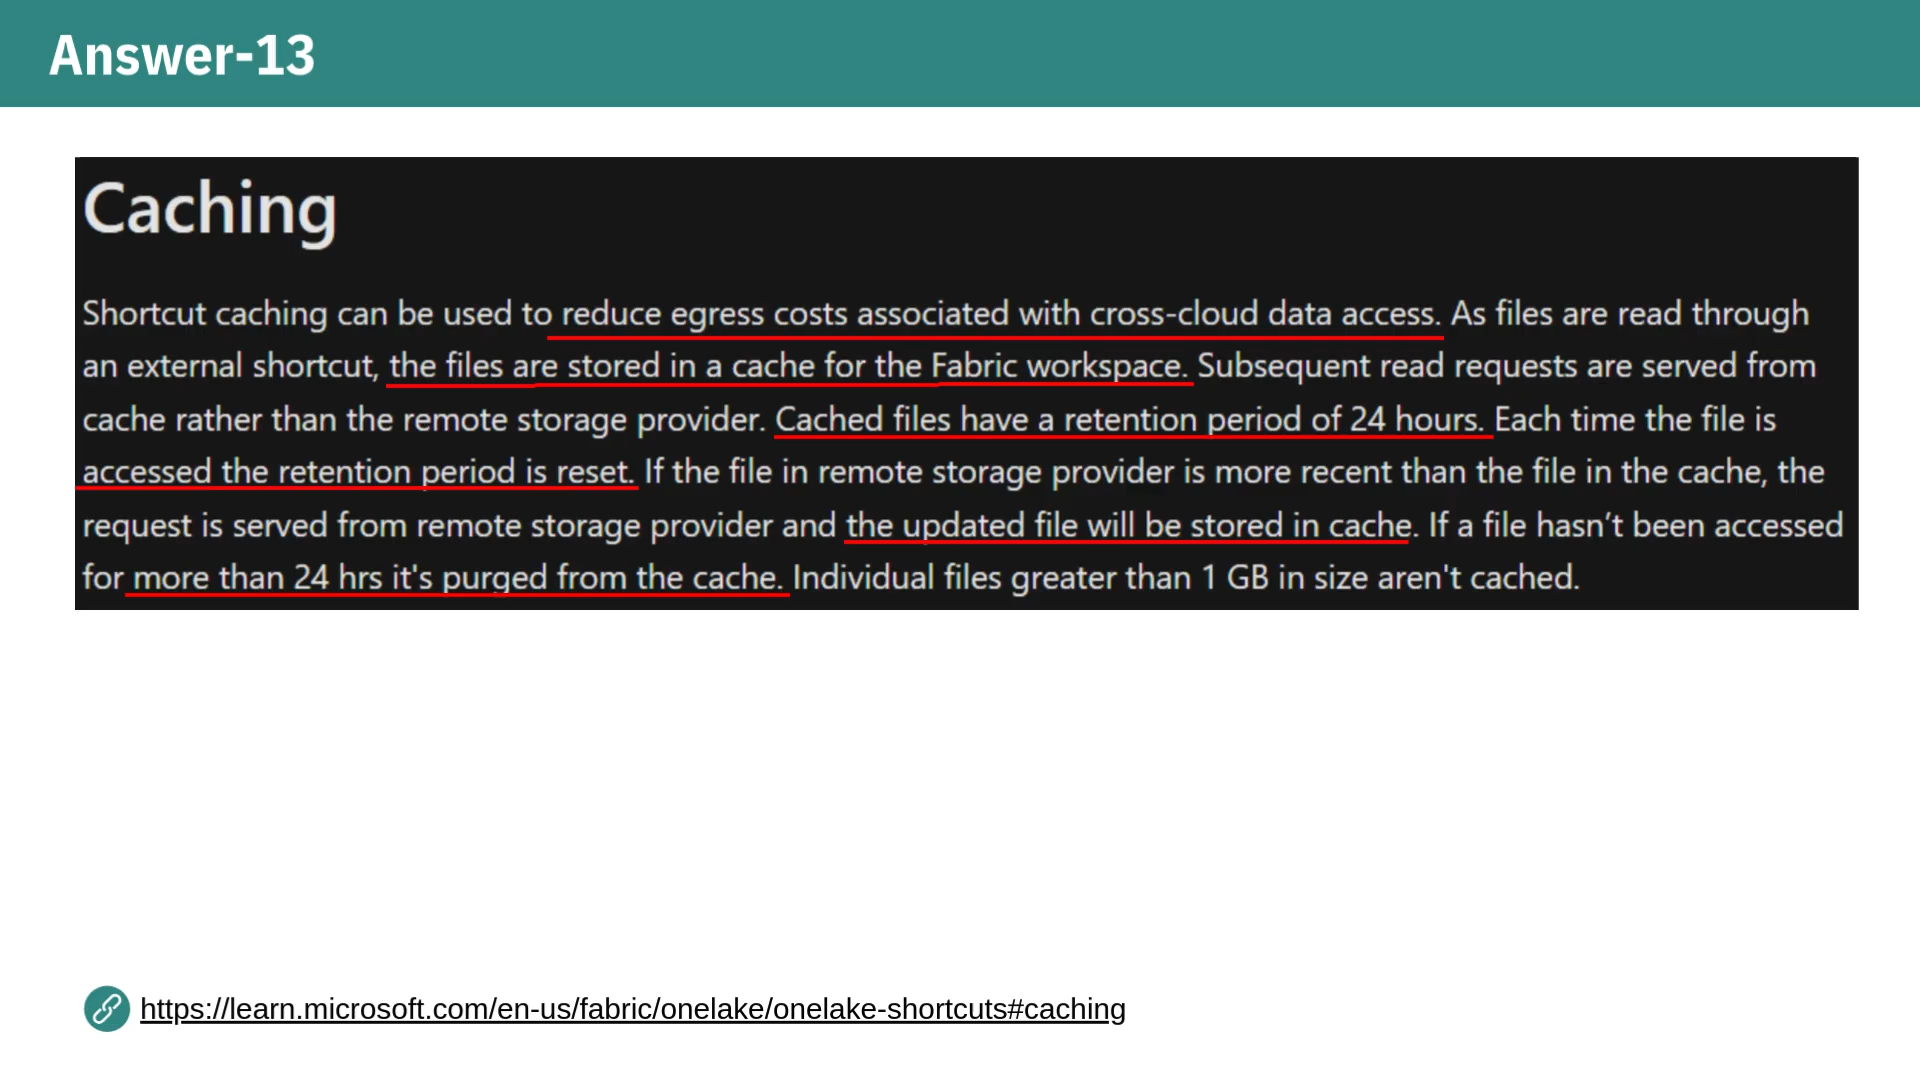 Answer-13
Caching
Shortcut caching can be used to reduce egress costs associated with cross-cloud data access. As files are read through
an external shortcut, the files are stored in a cache for the Fabric workspace. Subsequent read requests are served from
cache rather than the remote storage provider. Cached files have a retention period of 24 hours. Each time the file is
accessed the retention period is reset. If the file in remote storage provider is more recent than the file in the cache, the
request is served from remote storage provider and the updated file will be stored in cache. If a file hasn’t been accessed
for more than 24 hrs it's purged from the cache. Individual files greater than 1 GB in size aren't cached.
https://learn.microsoft.com/en-us/fabric/onelake/onelake-shortcuts#caching